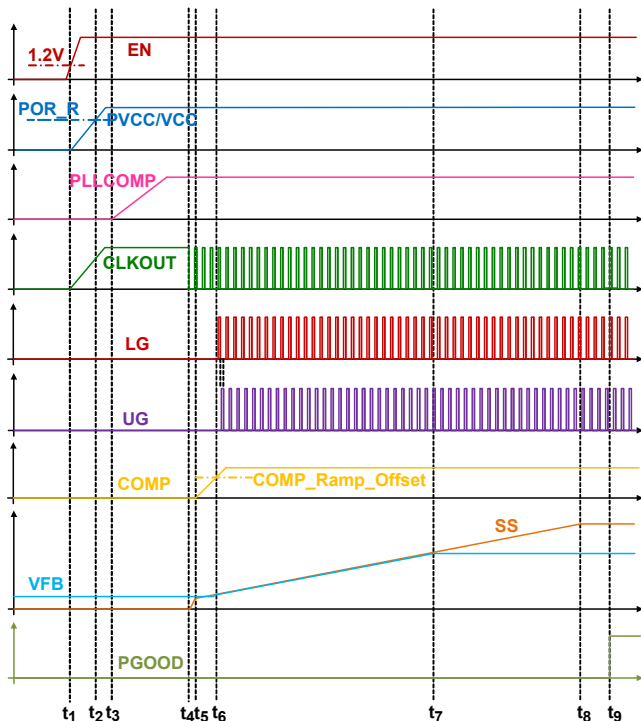 1.2V
EN
POR_R
PVCC/VCC
PLLCOMP
CLKOUT
LG
UG
COMP
COMP_Ramp_Offset
SS
VFB
PGOOD
t1 t2 t3 t4 t5 t6 t7 t8 t9